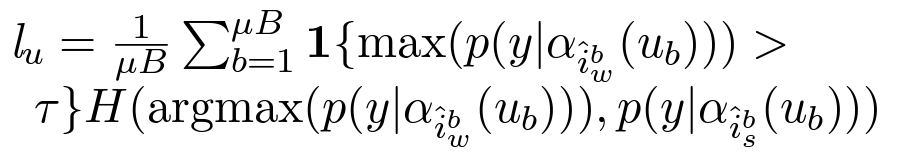 l_u = \frac{1}{\mu B} \sum_{b=1}^{\mu B} \mathbf{1}\{\max(p(y|\alpha_{\hat{i}_w^b}(u_b))) >
\tau\}H(\mathrm{argmax}(p(y|\alpha_{\hat{i}_w^b}(u_b))), p(y|\alpha_{\hat{i}_s^b}(u_b)))